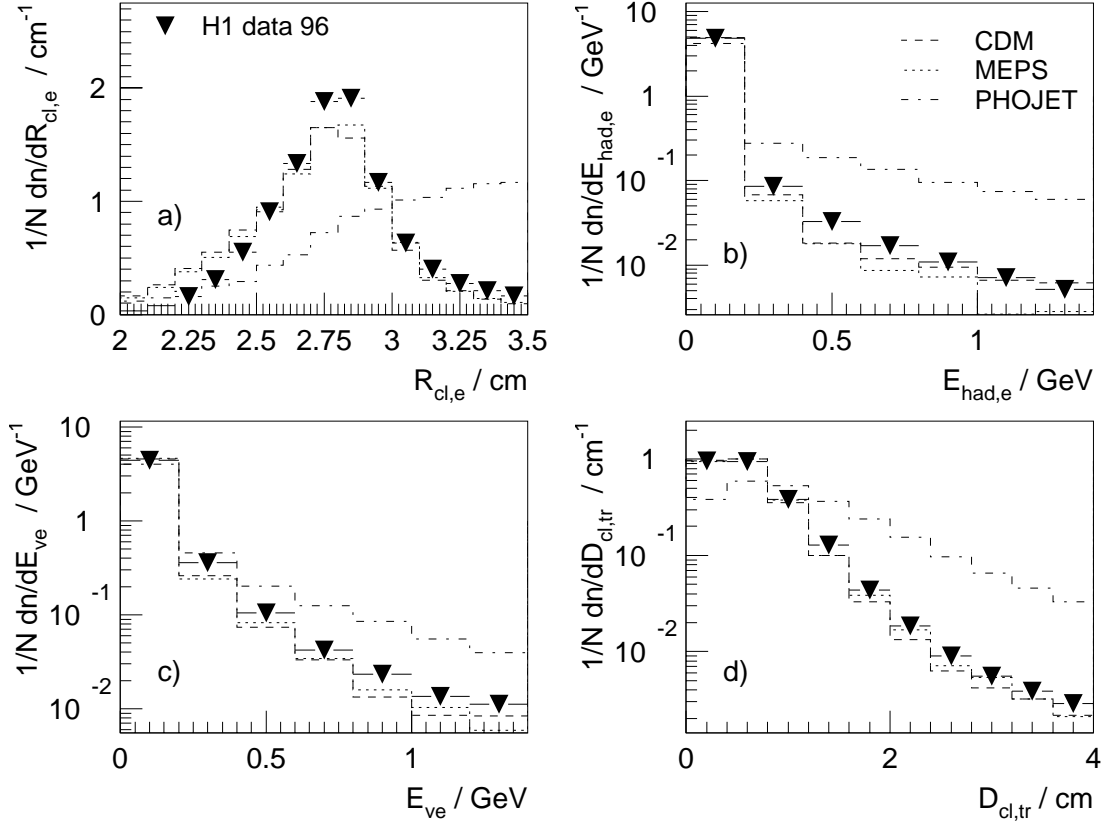 H1 data 96
1/N dn/dR_cl,e / cm^-1
2
1
0
a)
2 2.25 2.5 2.75 3 3.25 3.5
R_cl,e / cm
CDM
MEPS
PHOJET
1/N dn/dE_had,e / GeV^-1
10
1
10^-1
10^-2
b)
0 0.5 1
E_had,e / GeV
1/N dn/dE_ve / GeV^-1
10
1
10^-1
10^-2
c)
0 0.5 1
E_ve / GeV
1/N dn/dD_cl,tr / cm^-1
1
10^-1
10^-2
d)
0 2 4
D_cl,tr / cm